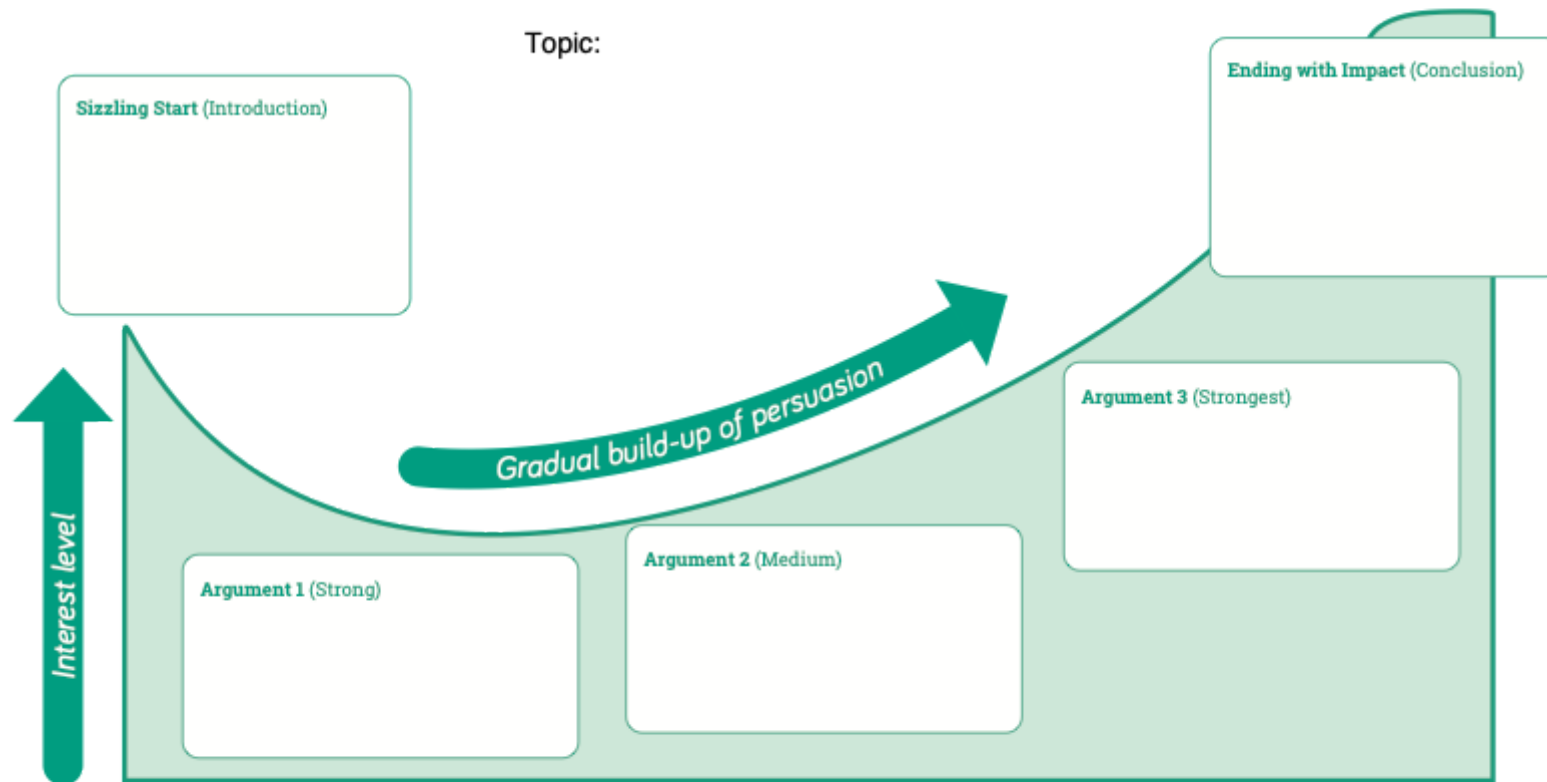 Topic:
Sizzling Start (Introduction)
Ending with Impact (Conclusion)
Interest level
Gradual build-up of persuasion
Argument 1 (Strong)
Argument 2 (Medium)
Argument 3 (Strongest)